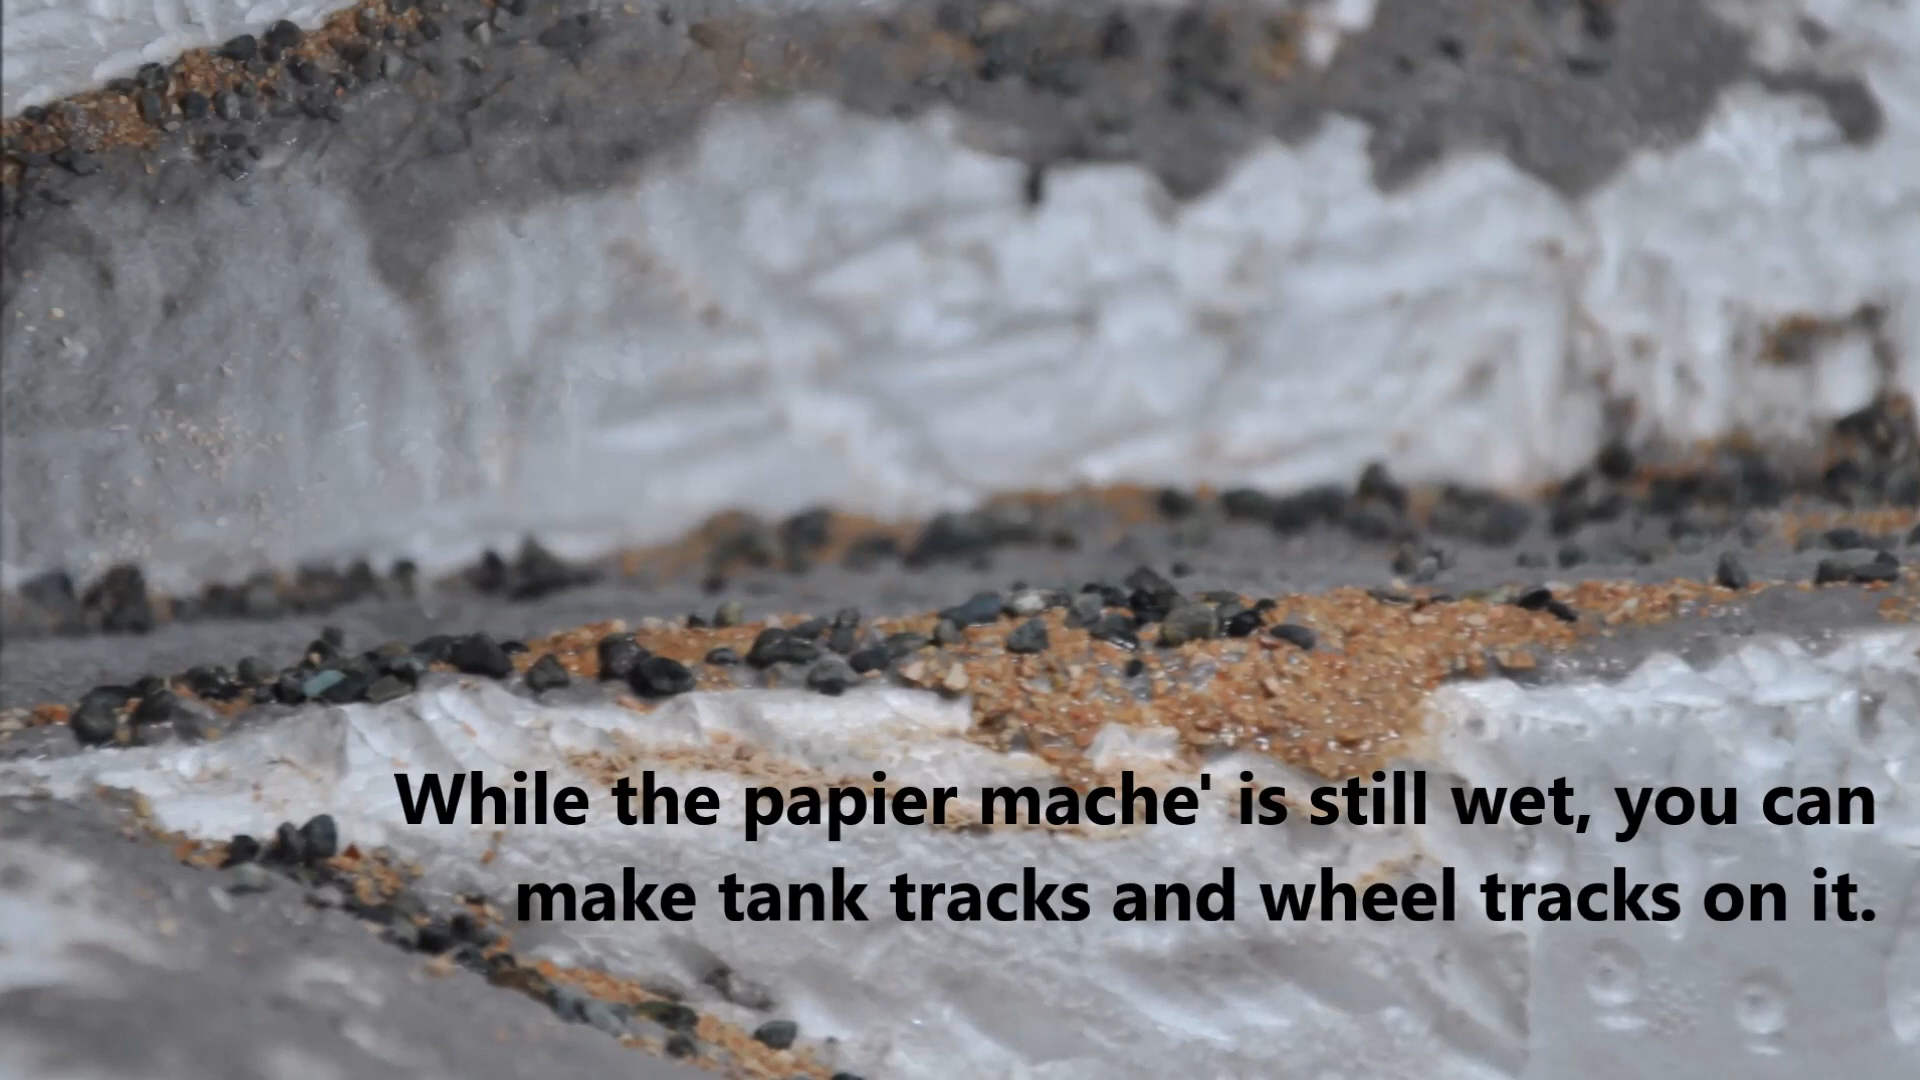 While the papier mache' is still wet, you can
make tank tracks and wheel tracks on it.